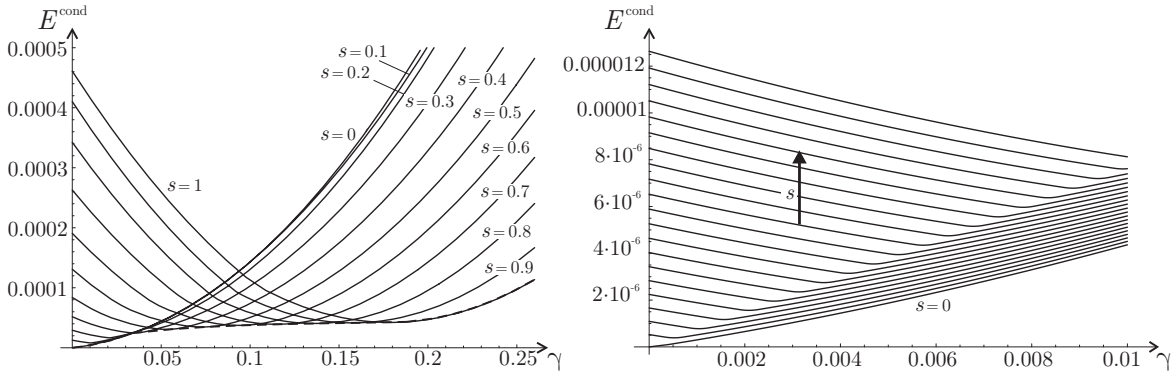 E^cond
0.0005
0.0004
0.0003
0.0002
0.0001
s=0.1
s=0.2
s=0.3
s=0.4
s=0
s=0.5
s=0.6
s=1
s=0.7
s=0.8
s=0.9
0.05
0.1
0.15
0.2
0.25
γ
E^cond
0.000012
0.00001
8·10^-6
6·10^-6
4·10^-6
2·10^-6
s
s=0
0.002
0.004
0.006
0.008
0.01
γ